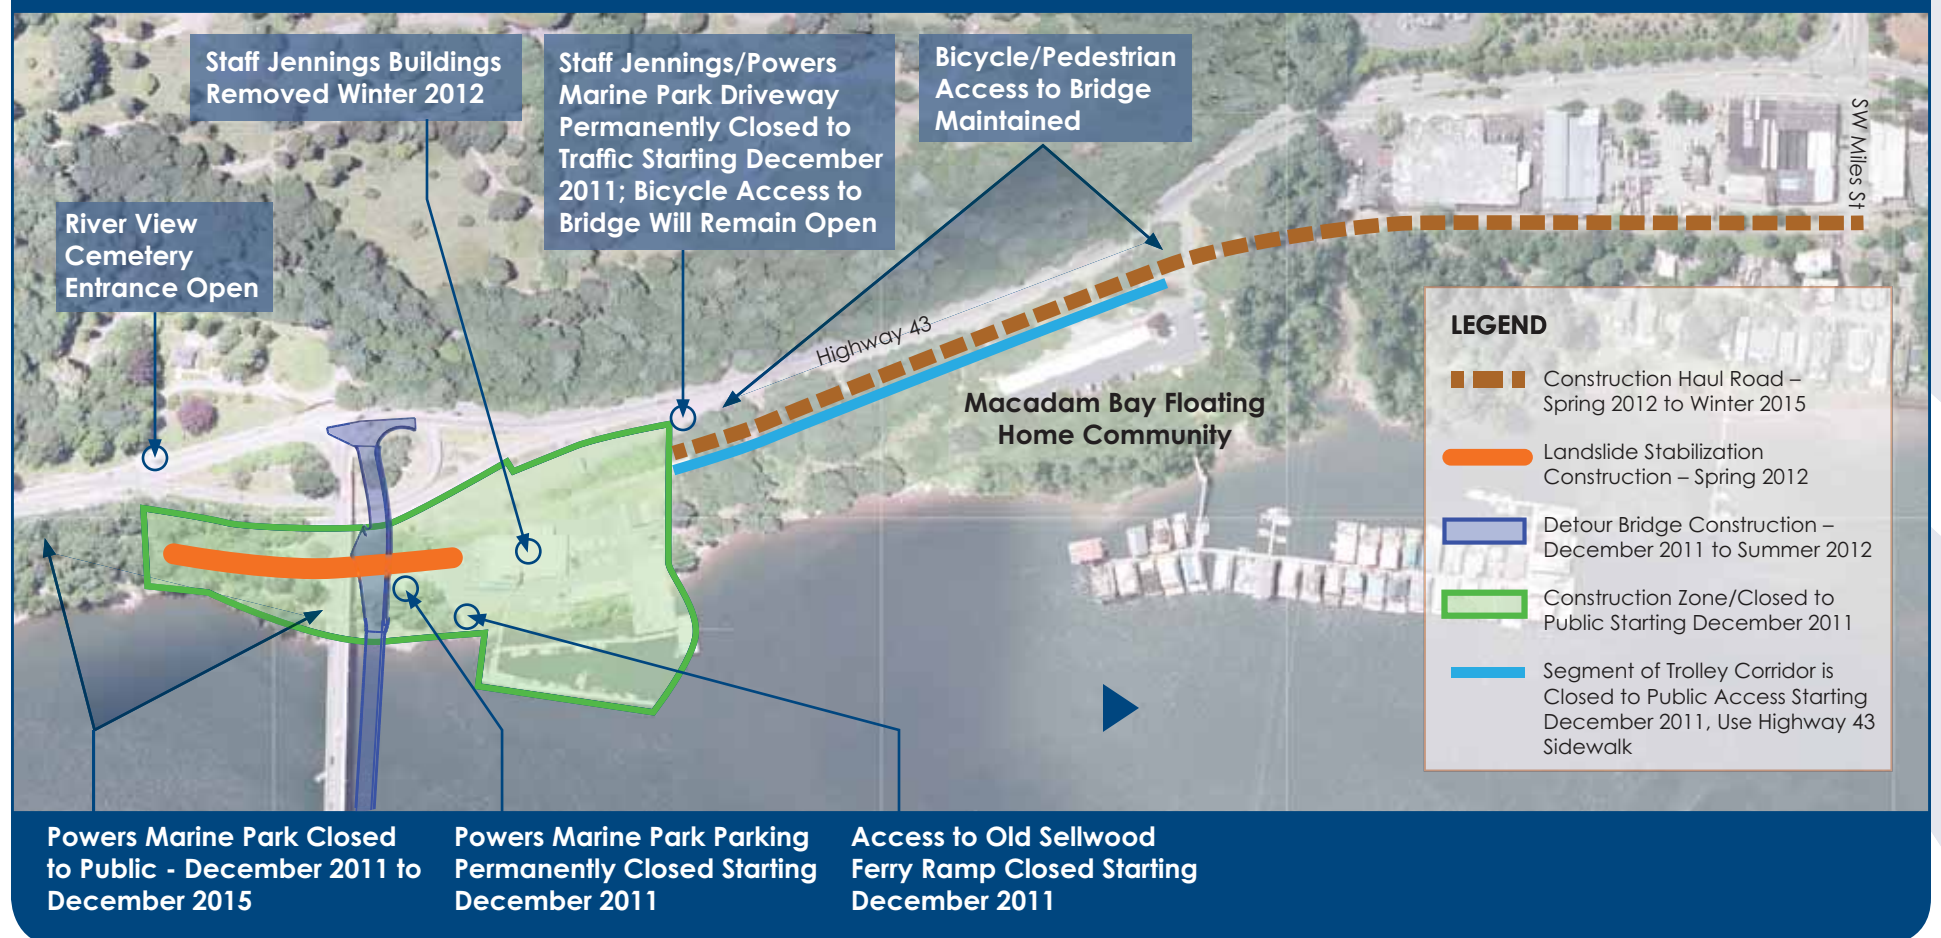 Staff Jennings Buildings
Removed Winter 2012
Staff Jennings/Powers
Marine Park Driveway
Permanently Closed to
Traffic Starting December
2011; Bicycle Access to
Bridge Will Remain Open
Bicycle/Pedestrian
Access to Bridge
Maintained
SW Miles St
River View
Cemetery
Entrance Open
Highway 43
Macadam Bay Floating
Home Community
LEGEND
Construction Haul Road –
Spring 2012 to Winter 2015
Landslide Stabilization
Construction – Spring 2012
Detour Bridge Construction –
December 2011 to Summer 2012
Construction Zone/Closed to
Public Starting December 2011
Segment of Trolley Corridor is
Closed to Public Access Starting
December 2011, Use Highway 43
Sidewalk
Powers Marine Park Closed
to Public - December 2011 to
December 2015
Powers Marine Park Parking
Permanently Closed Starting
December 2011
Access to Old Sellwood
Ferry Ramp Closed Starting
December 2011